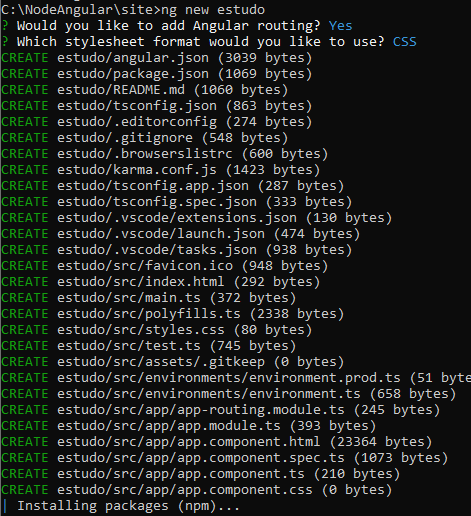 C:\NodeAngular\site>ng new estudo
? Would you like to add Angular routing? Yes
? Which stylesheet format would you like to use? CSS
CREATE estudo/angular.json (3039 bytes)
CREATE estudo/package.json (1069 bytes)
CREATE estudo/README.md (1060 bytes)
CREATE estudo/tsconfig.json (863 bytes)
CREATE estudo/.editorconfig (274 bytes)
CREATE estudo/.gitignore (548 bytes)
CREATE estudo/.browserslistrc (600 bytes)
CREATE estudo/karma.conf.js (1423 bytes)
CREATE estudo/tsconfig.app.json (287 bytes)
CREATE estudo/tsconfig.spec.json (333 bytes)
CREATE estudo/.vscode/extensions.json (130 bytes)
CREATE estudo/.vscode/launch.json (474 bytes)
CREATE estudo/.vscode/tasks.json (938 bytes)
CREATE estudo/src/favicon.ico (948 bytes)
CREATE estudo/src/index.html (292 bytes)
CREATE estudo/src/main.ts (372 bytes)
CREATE estudo/src/polyfills.ts (2338 bytes)
CREATE estudo/src/styles.css (80 bytes)
CREATE estudo/src/test.ts (745 bytes)
CREATE estudo/src/assets/.gitkeep (0 bytes)
CREATE estudo/src/environments/environment.prod.ts (51 byte
CREATE estudo/src/environments/environment.ts (658 bytes)
CREATE estudo/src/app/app-routing.module.ts (245 bytes)
CREATE estudo/src/app/app.module.ts (393 bytes)
CREATE estudo/src/app/app.component.html (23364 bytes)
CREATE estudo/src/app/app.component.spec.ts (1073 bytes)
CREATE estudo/src/app/app.component.ts (210 bytes)
CREATE estudo/src/app/app.component.css (0 bytes)
| Installing packages (npm)...